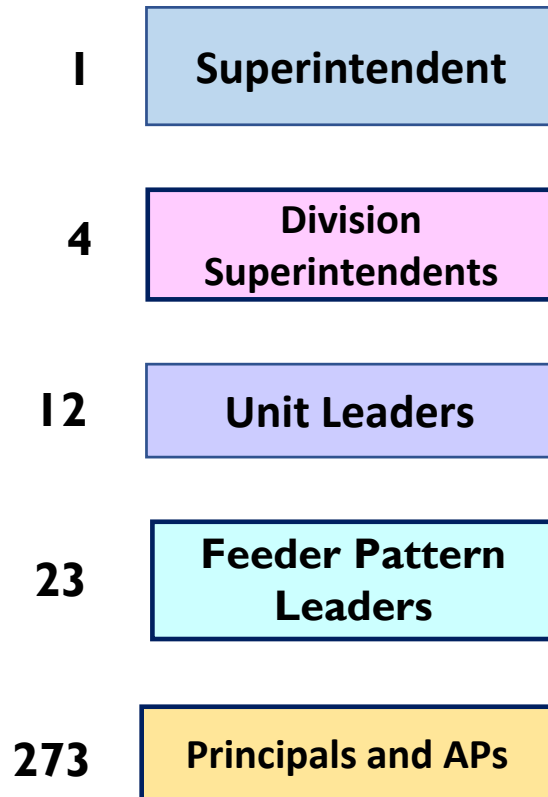 1 Superintendent
4 Division
Superintendents
12 Unit Leaders
23 Feeder Pattern
Leaders
273 Principals and APs